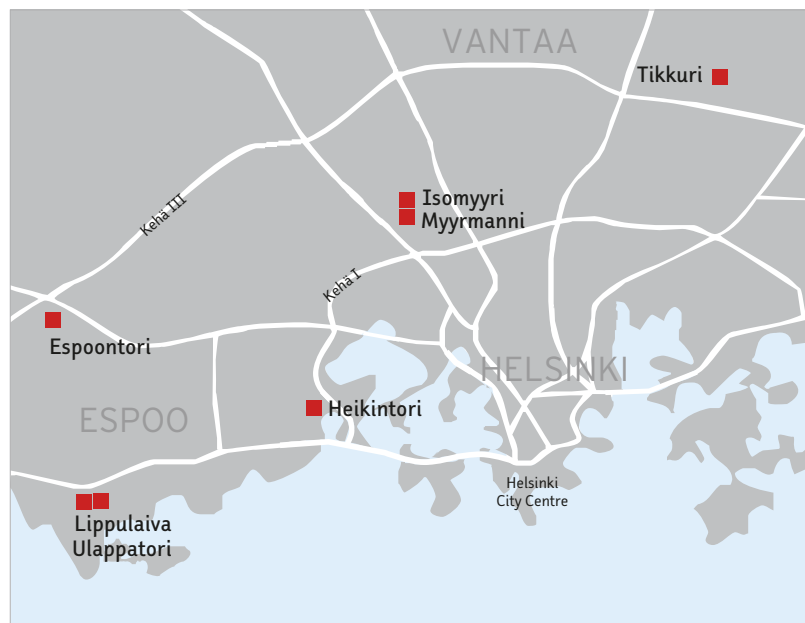 VANTAA
Tikkuri
Isomyyri
Myyrmanni
Kehä III
Kehä I
Espoontori
HELSINKI
Heikintori
ESPOO
Helsinki
City Centre
Lippulaiva
Ulappatori